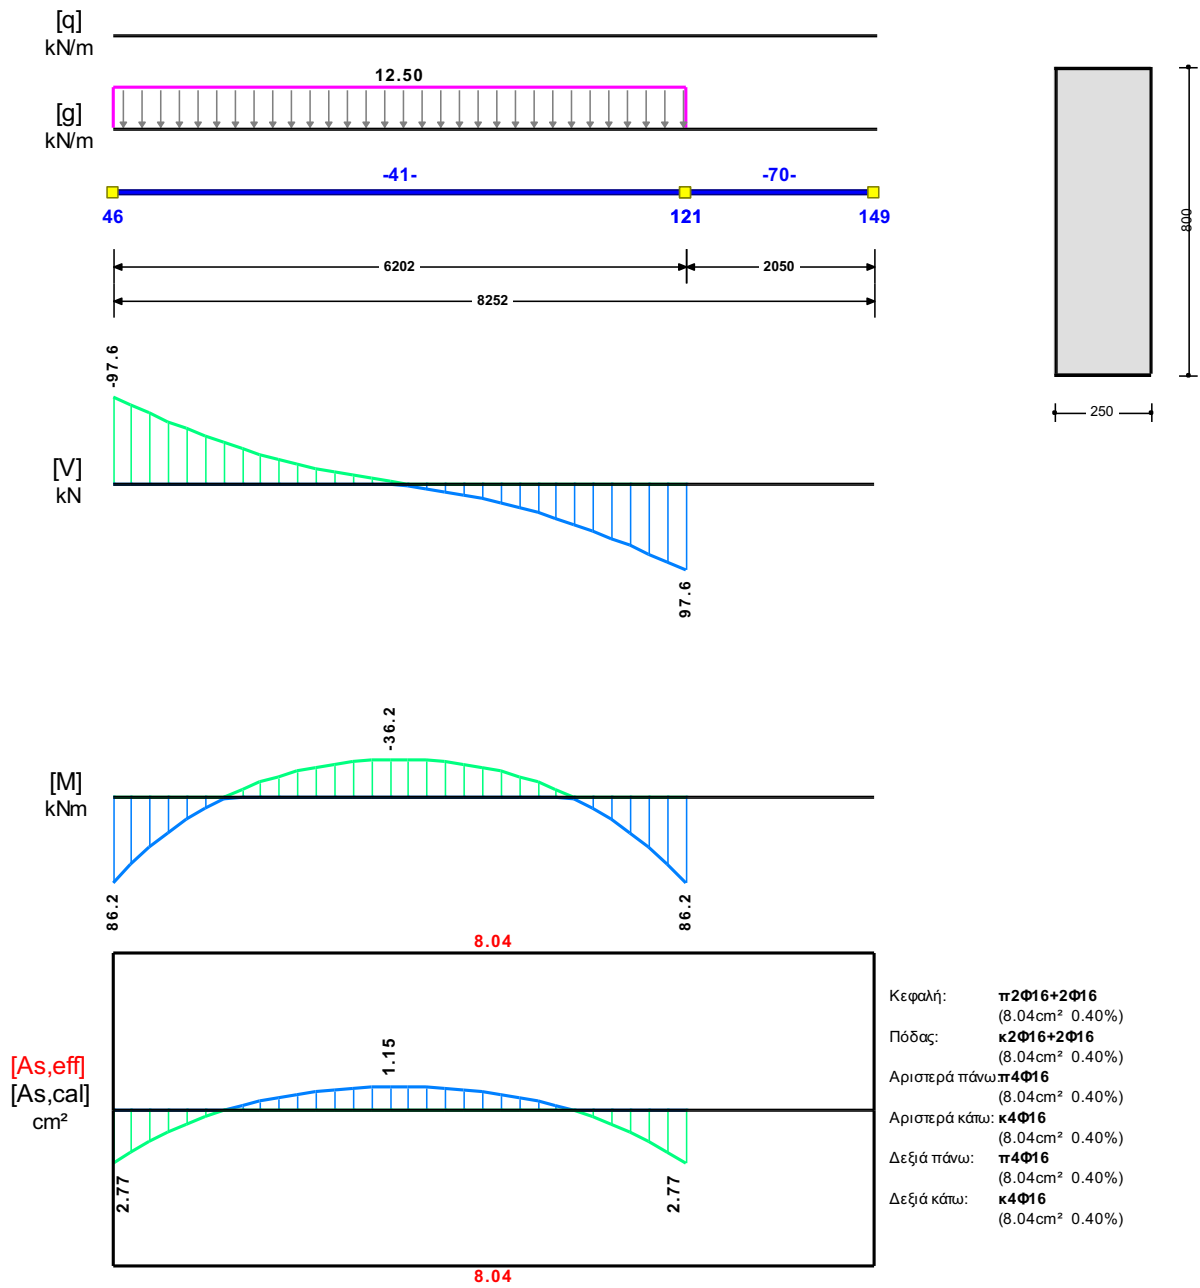 [q]
kN/m
12.50
[g]
kN/m
-41-
-70-
46
121
149
6202
2050
8252
800
250
-97.6
[V]
kN
97.6
-36.2
[M]
kNm
86.2
86.2
8.04
[As,eff]
[As,cal]
cm²
1.15
2.77
2.77
8.04
Κεφαλή: π2Φ16+2Φ16
(8.04cm² 0.40%)
Πόδας: κ2Φ16+2Φ16
(8.04cm² 0.40%)
Αριστερά πάνω: π4Φ16
(8.04cm² 0.40%)
Αριστερά κάτω: κ4Φ16
(8.04cm² 0.40%)
Δεξιά πάνω: π4Φ16
(8.04cm² 0.40%)
Δεξιά κάτω: κ4Φ16
(8.04cm² 0.40%)